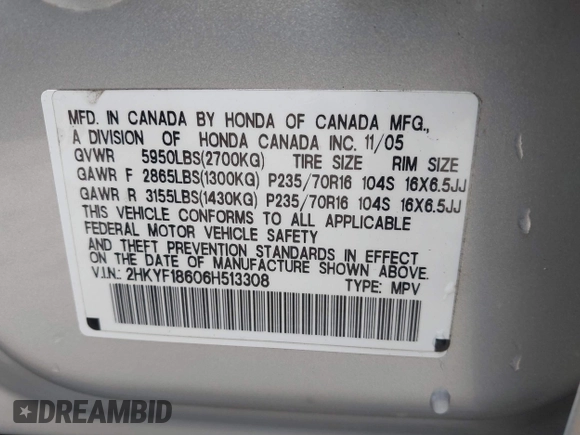 MFD. IN CANADA BY HONDA OF CANADA MFG.,
A DIVISION OF HONDA CANADA INC. 11/05
GVWR 5950LBS(2700KG) TIRE SIZE RIM SIZE
GAWR F 2865LBS(1300KG) P235/70R16 104S 16X6.5JJ
GAWR R 3155LBS(1430KG) P235/70R16 104S 16X6.5JJ
THIS VEHICLE CONFORMS TO ALL APPLICABLE
FEDERAL MOTOR VEHICLE SAFETY
AND THEFT PREVENTION STANDARDS IN EFFECT
ON THE DATE OF MANUFACTURE SHOWN ABOVE.
V.I.N.: 2HKYF18606H513308 TYPE: MPV
DREAMBID